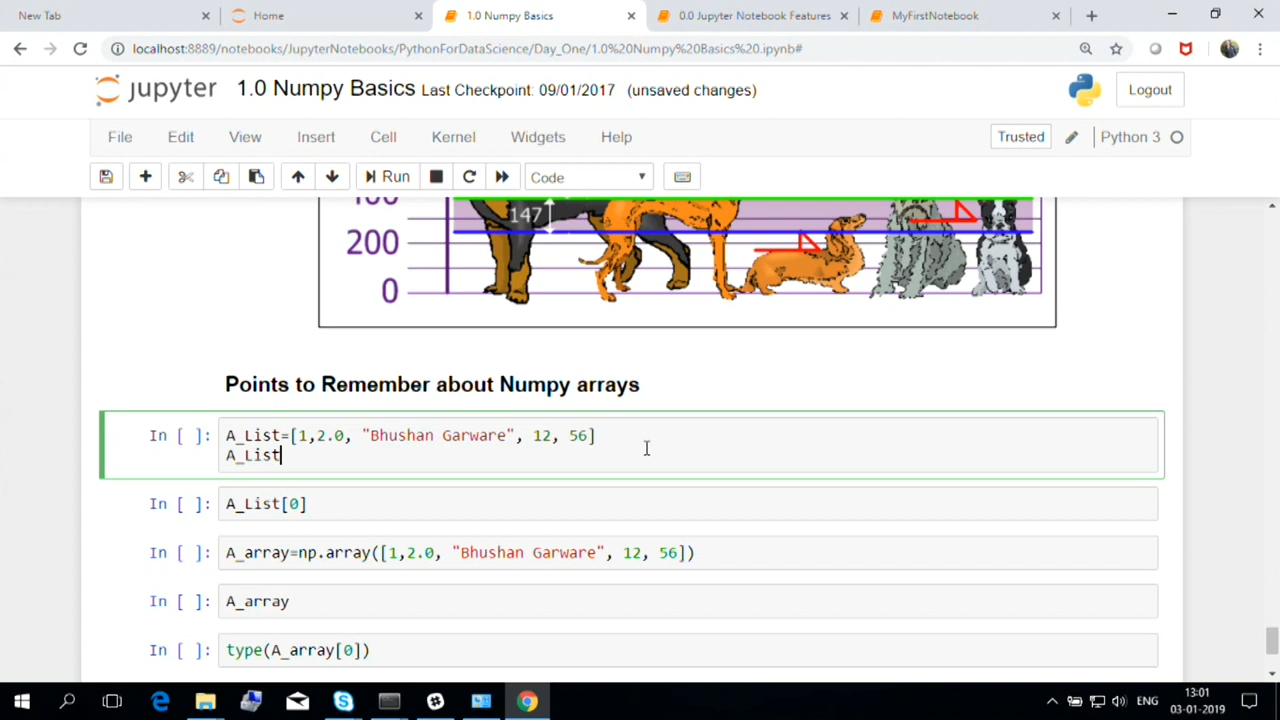 New Tab
Home
1.0 Numpy Basics
0.0 Jupyter Notebook Features
MyFirstNotebook
localhost:8889/notebooks/JupyterNotebooks/PythonForDataScience/Day_One/1.0%20Numpy%20Basics%20.ipynb#
jupyter 1.0 Numpy Basics Last Checkpoint: 09/01/2017 (unsaved changes)
Logout
File Edit View Insert Cell Kernel Widgets Help
Trusted
Python 3
Run
Code
147
200
0
Points to Remember about Numpy arrays
In [ ]: A_List=[1,2.0, "Bhushan Garware", 12, 56]
A_List
In [ ]: A_List[0]
In [ ]: A_array=np.array([1,2.0, "Bhushan Garware", 12, 56])
In [ ]: A_array
In [ ]: type(A_array[0])
ENG
13:01
03-01-2019